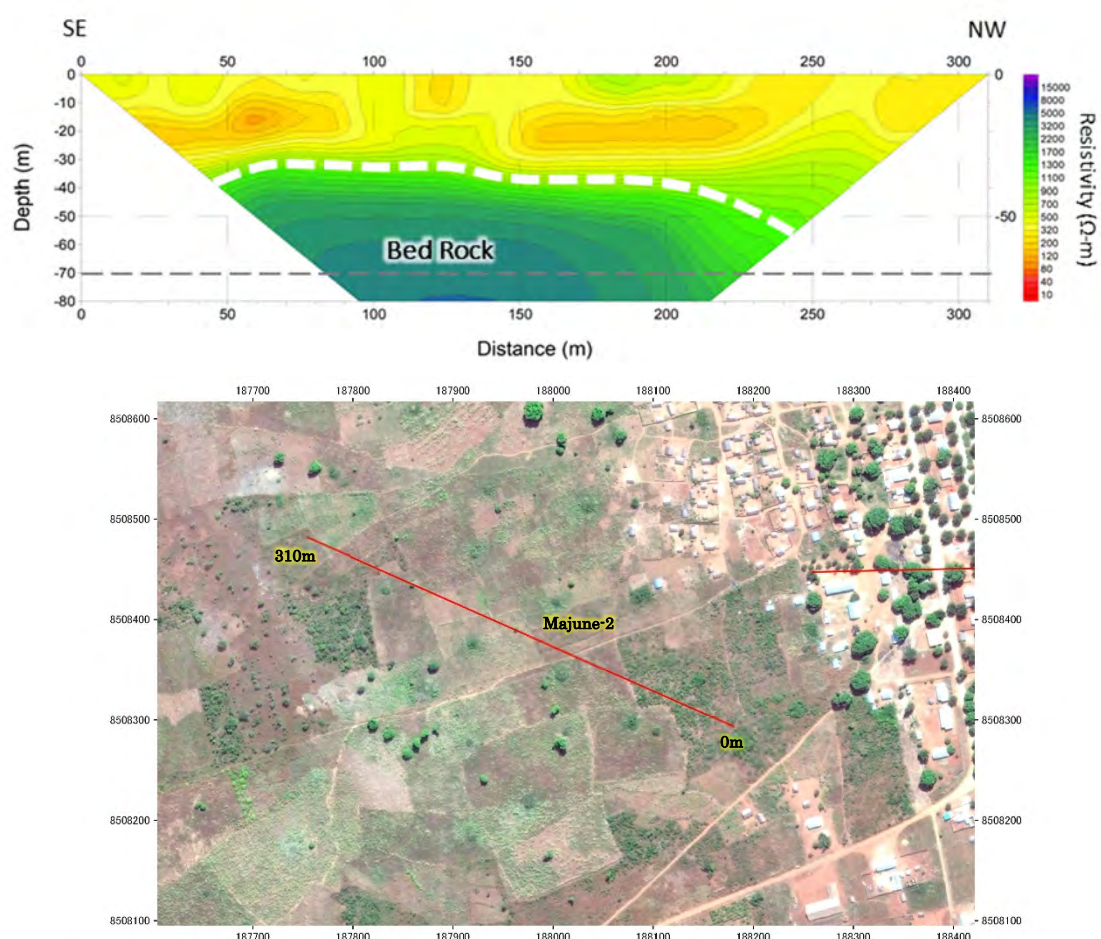 SE
NW
0 50 100 150 200 250 300
0
-10
-20
-30
-40
-50
-60
-70
-80
Depth (m)
0
-50
Bed Rock
0 50 100 150 200 250 300
Distance (m)
15000
8000
5000
3200
2200
1700
1300
1100
900
700
500
320
200
120
80
40
10
Resistivity (Ω-m)
187700 187800 187900 188000 188100 188200 188300 188400
8508600 8508600
8508500 8508500
310m
8508400 8508400
Majune-2
8508300 8508300
0m
8508200 8508200
8508100 8508100
187700 187800 187900 188000 188100 188200 188300 188400